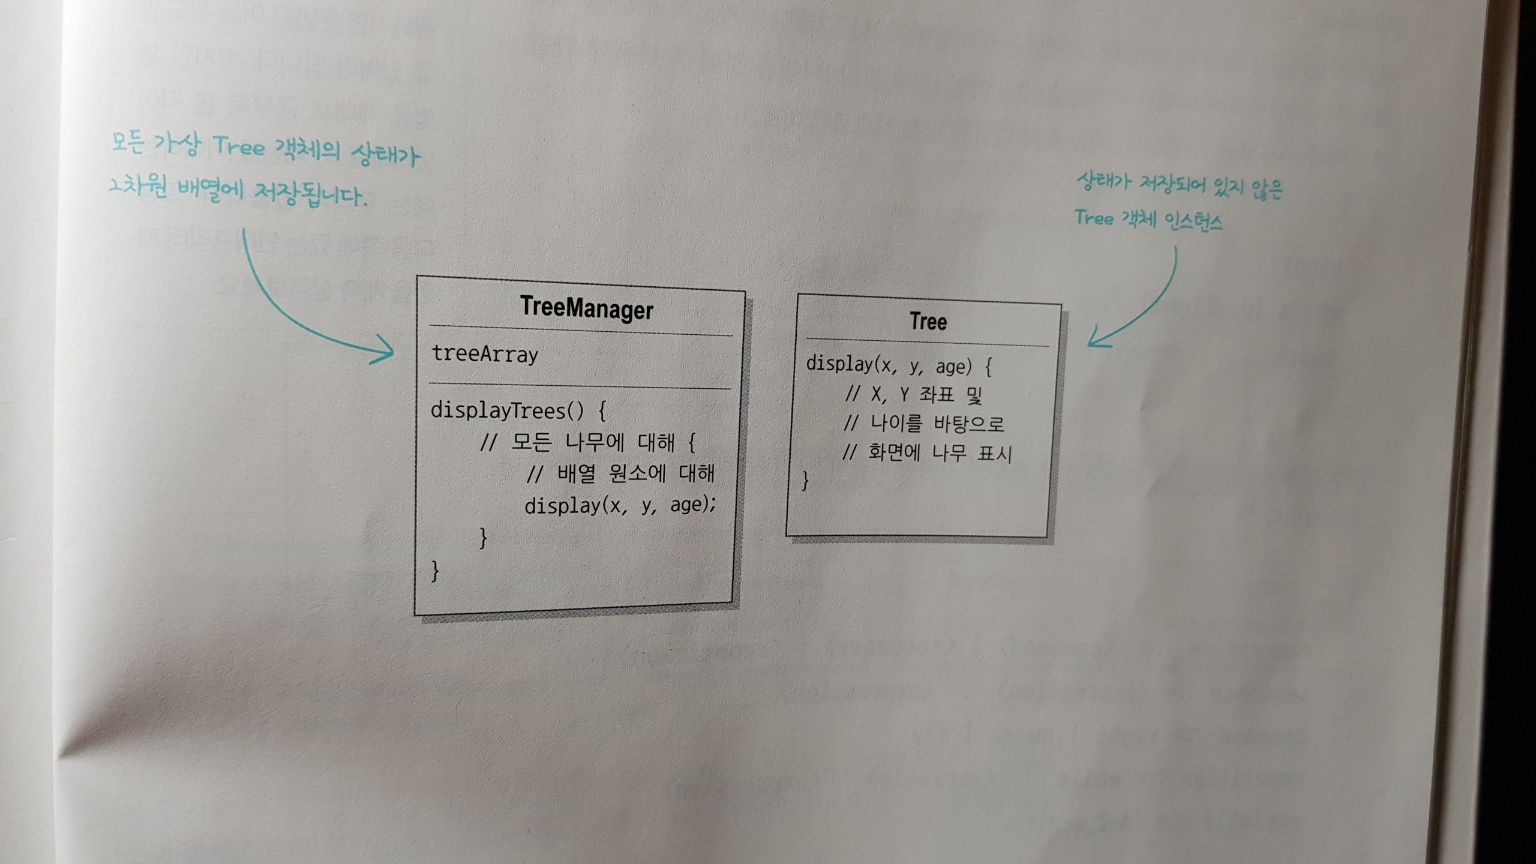 모든 가상 Tree 객체의 상태가
2차원 배열에 저장됩니다.
상태가 저장되어 있지 않은
Tree 객체 인스턴스
TreeManager
treeArray
displayTrees() {
// 모든 나무에 대해 {
// 배열 원소에 대해
display(x, y, age);
}
}
Tree
display(x, y, age) {
// X, Y 좌표 및
// 나이를 바탕으로
// 화면에 나무 표시
}